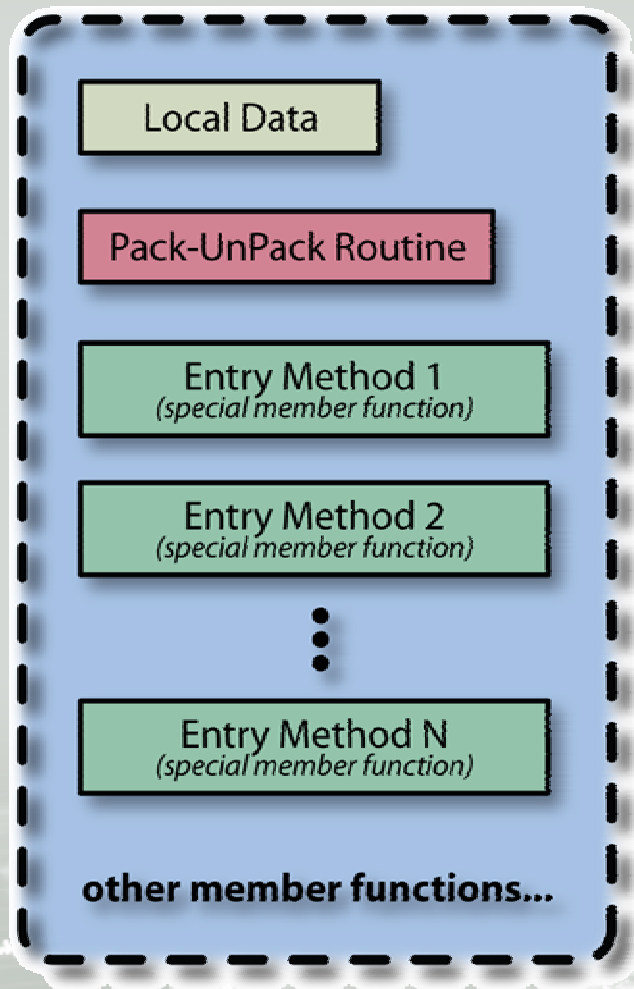 Local Data
Pack-UnPack Routine
Entry Method 1
(special member function)
Entry Method 2
(special member function)
Entry Method N
(special member function)
other member functions...